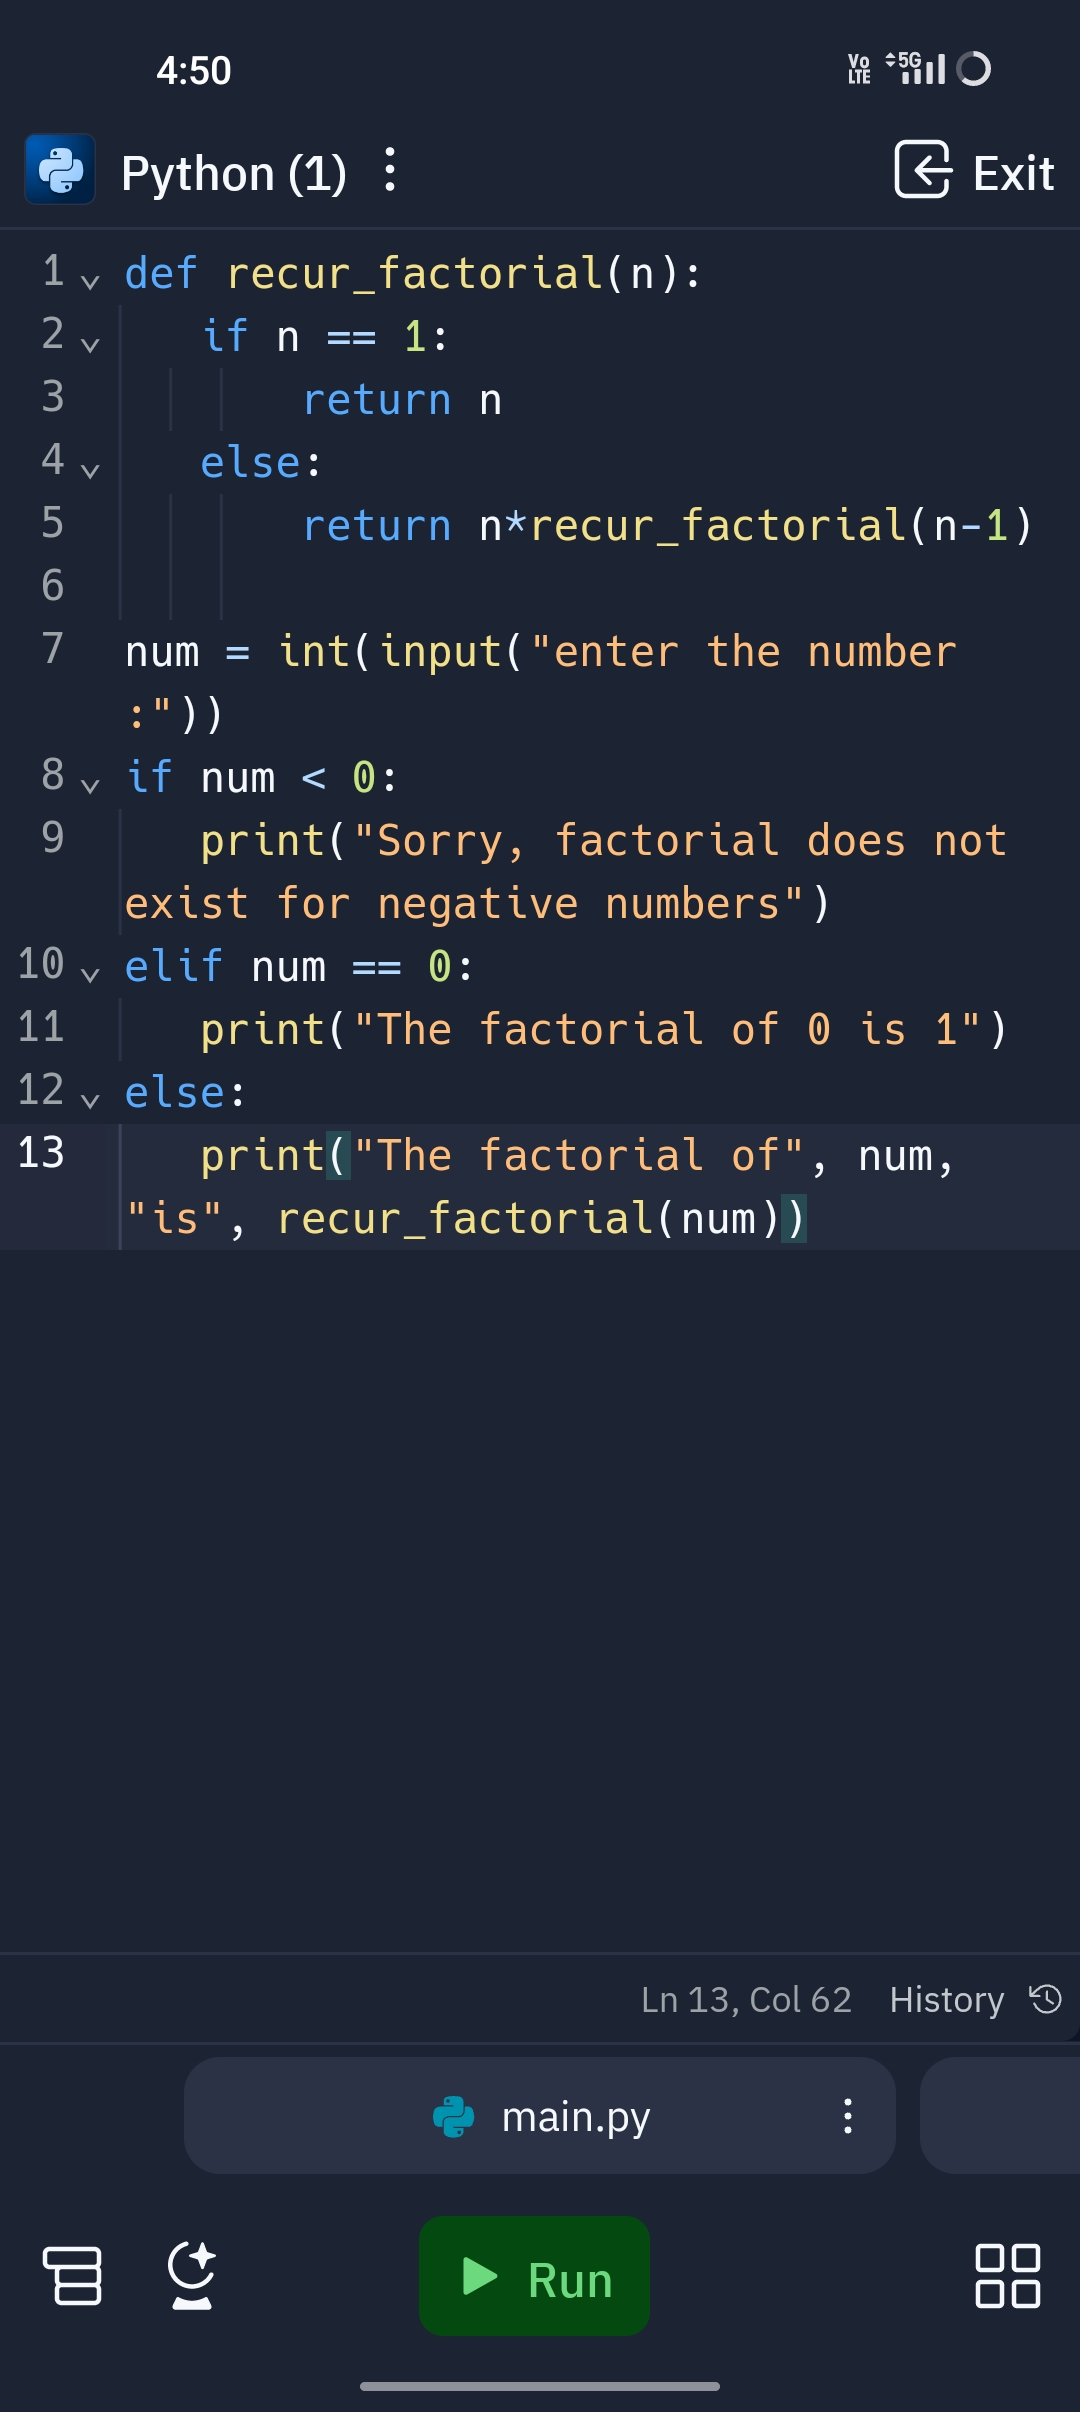 4:50
Vo LTE 5G
Python (1)
Exit
1 def recur_factorial(n):
2    if n == 1:
3        return n
4    else:
5        return n*recur_factorial(n-1)
6
7 num = int(input("enter the number
:"))
8 if num < 0:
9    print("Sorry, factorial does not
exist for negative numbers")
10 elif num == 0:
11    print("The factorial of 0 is 1")
12 else:
13    print("The factorial of", num,
"is", recur_factorial(num))
Ln 13, Col 62 History
main.py
Run